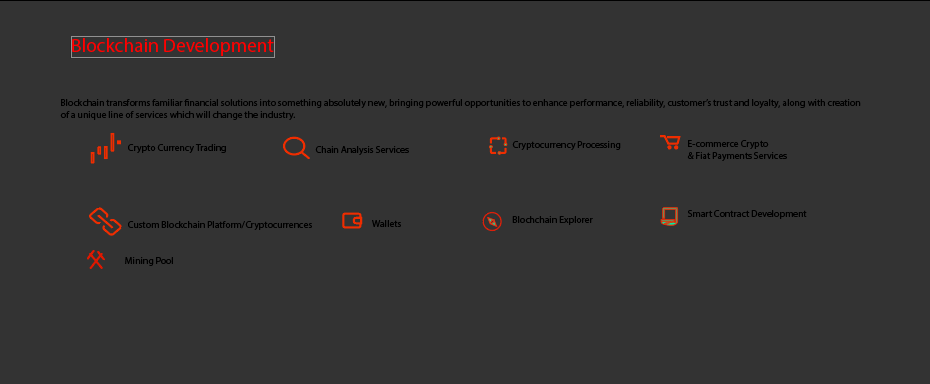 Blockchain Development
Blockchain transforms familiar financial solutions into something absolutely new, bringing powerful opportunities to enhance performance, reliability, customer's trust and loyalty, along with creation
of a unique line of services which will change the industry.
Crypto Currency Trading
Chain Analysis Services
Cryptocurrency Processing
E-commerce Crypto
& Fiat Payments Services
Custom Blockchain Platform/Cryptocurrences
Wallets
Blochchain Explorer
Smart Contract Development
Mining Pool